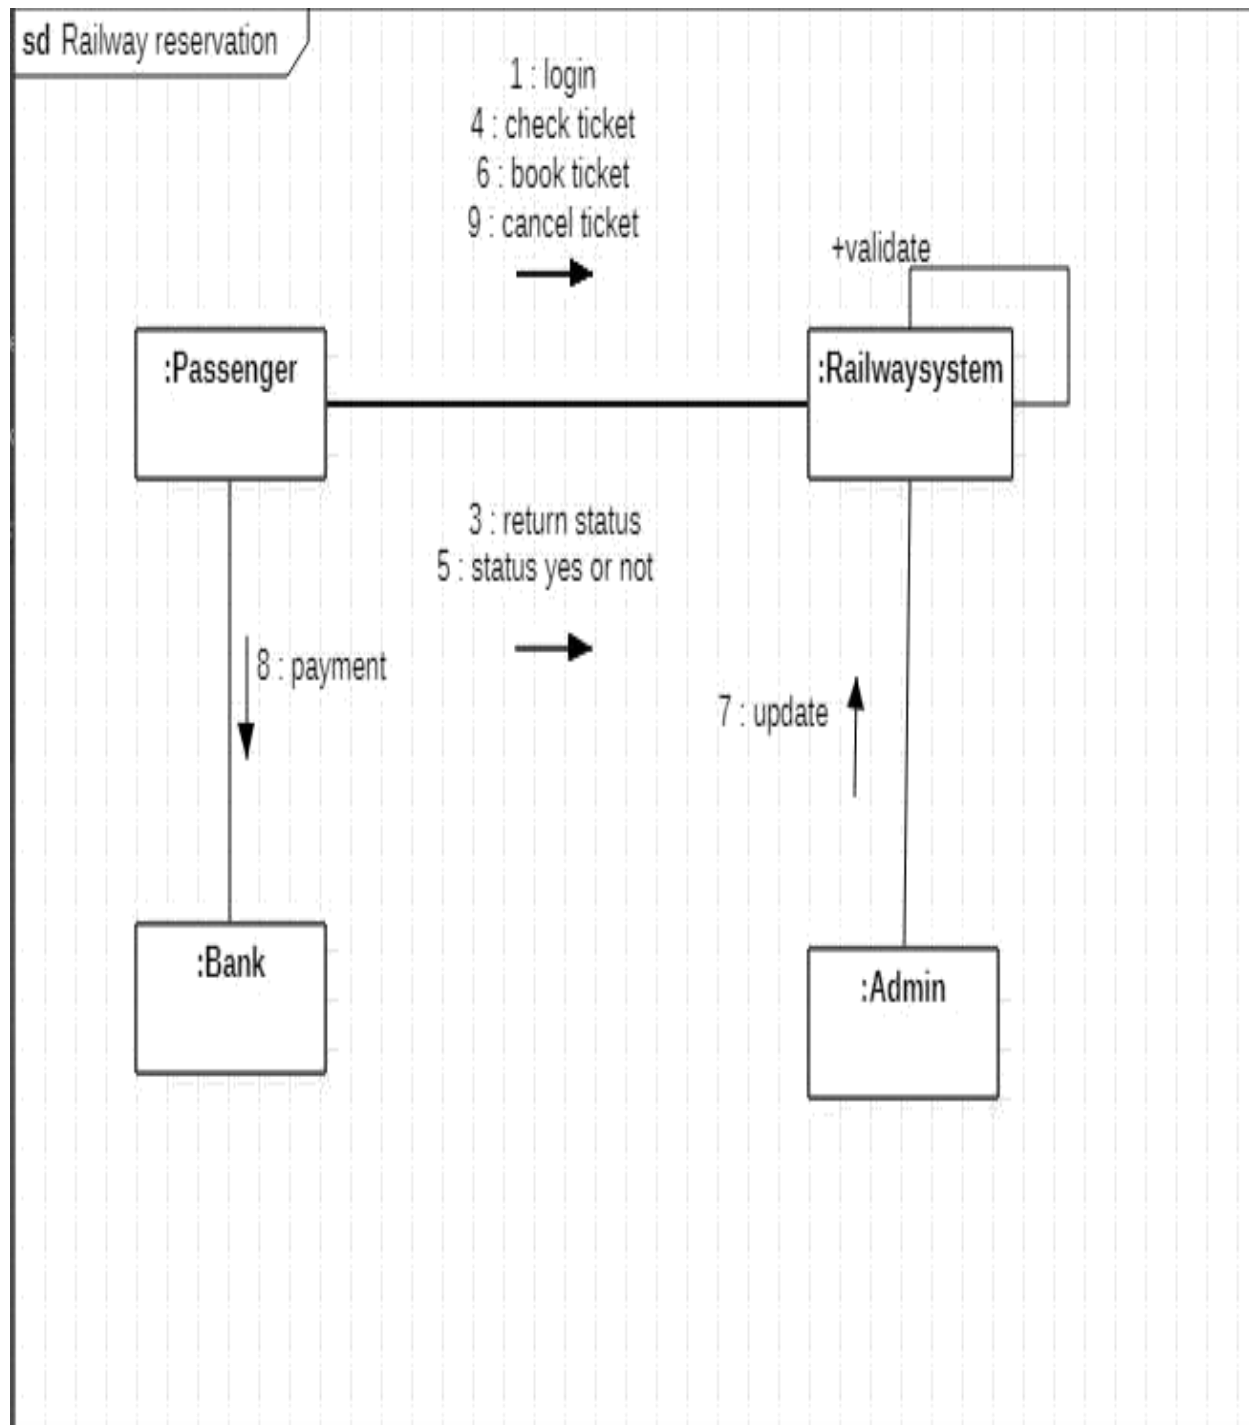 sd Railway reservation
1 : login
4 : check ticket
6 : book ticket
9 : cancel ticket
+validate
:Passenger
:Railwaysystem
3 : return status
5 : status yes or not
8 : payment
7 : update
:Bank
:Admin